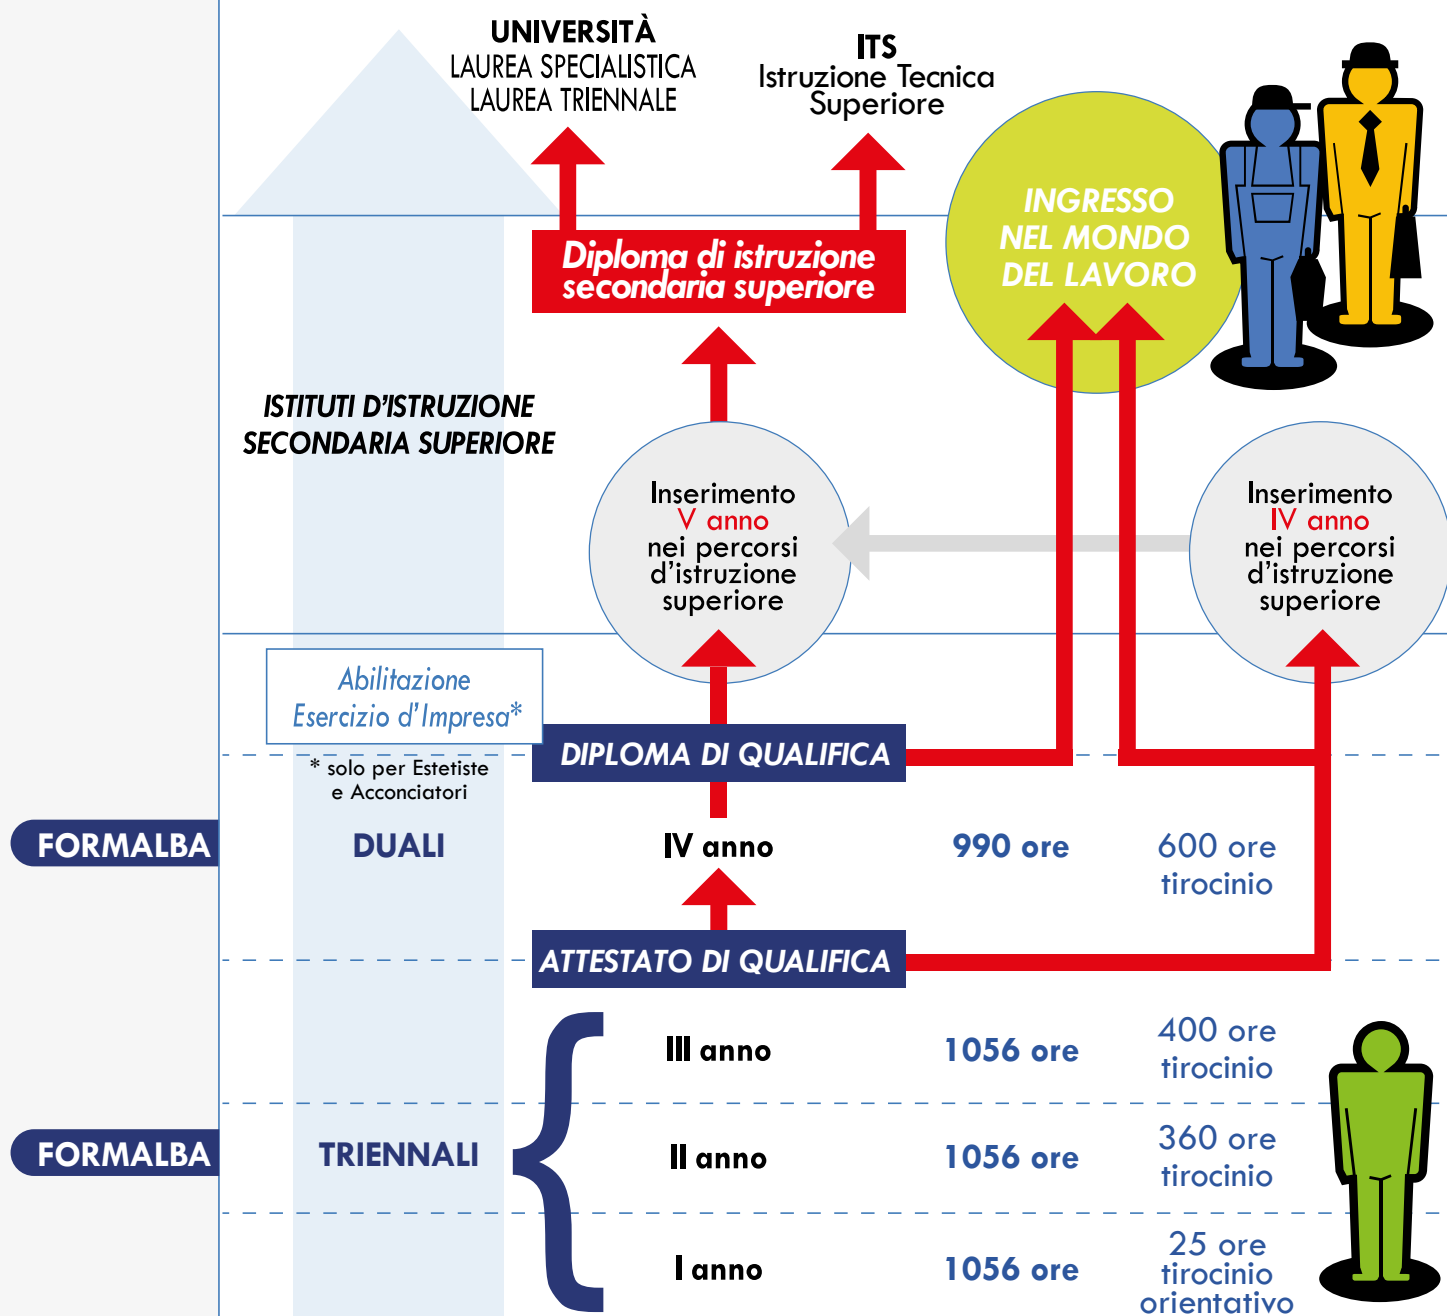 UNIVERSITÀ
LAUREA SPECIALISTICA
LAUREA TRIENNALE
ITS
Istruzione Tecnica
Superiore
INGRESSO
NEL MONDO
DEL LAVORO
Diploma di istruzione
secondaria superiore
ISTITUTI D'ISTRUZIONE
SECONDARIA SUPERIORE
Inserimento
V anno
nei percorsi
d'istruzione
superiore
Inserimento
IV anno
nei percorsi
d'istruzione
superiore
Abilitazione
Esercizio d'Impresa*
* solo per Estetiste
e Acconciatori
DIPLOMA DI QUALIFICA
FORMALBA
DUALI
IV anno
990 ore
600 ore
tirocinio
ATTESTATO DI QUALIFICA
III anno
1056 ore
400 ore
tirocinio
FORMALBA
TRIENNALI
II anno
1056 ore
360 ore
tirocinio
I anno
1056 ore
25 ore
tirocinio
orientativo